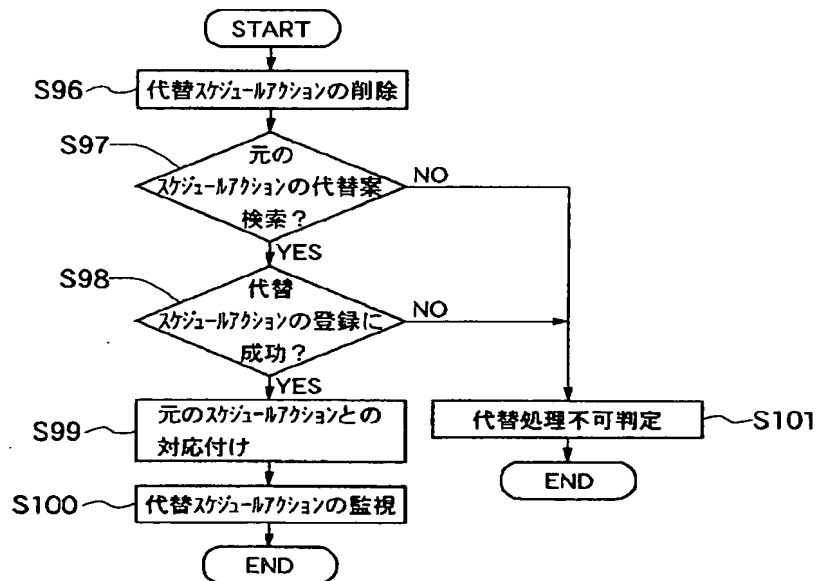 START
S96
代替ｽｹｼﾞｭｰﾙｱｸｼｮﾝの削除
S97
元の
ｽｹｼﾞｭｰﾙｱｸｼｮﾝの代替案
検索？
NO
YES
S98
代替
ｽｹｼﾞｭｰﾙｱｸｼｮﾝの登録に
成功？
NO
YES
S99
元のｽｹｼﾞｭｰﾙｱｸｼｮﾝとの
対応付け
代替処理不可判定
S101
S100
代替ｽｹｼﾞｭｰﾙｱｸｼｮﾝの監視
END
END